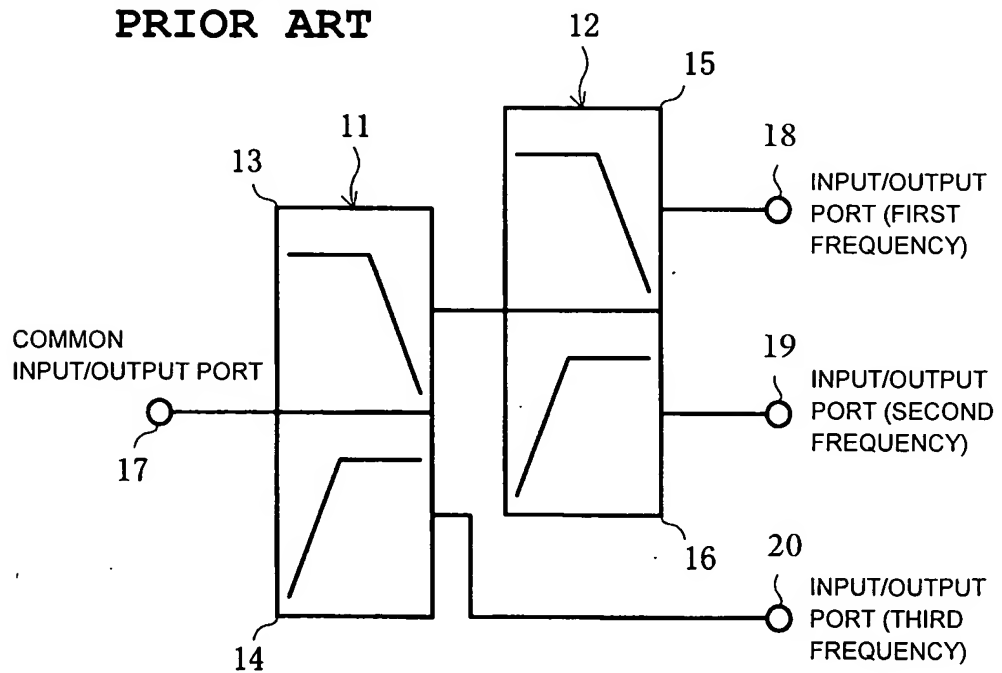 PRIOR ART
12
15
11
13
18
INPUT/OUTPUT
PORT (FIRST
FREQUENCY)
COMMON
INPUT/OUTPUT PORT
17
19
INPUT/OUTPUT
PORT (SECOND
FREQUENCY)
16
20
INPUT/OUTPUT
PORT (THIRD
FREQUENCY)
14